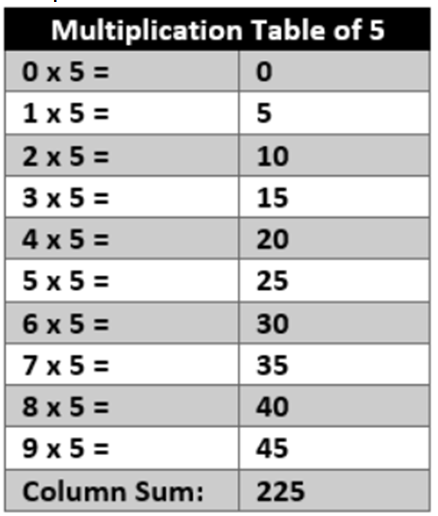 Multiplication Table of 5
0 x 5 = 0
1 x 5 = 5
2 x 5 = 10
3 x 5 = 15
4 x 5 = 20
5 x 5 = 25
6 x 5 = 30
7 x 5 = 35
8 x 5 = 40
9 x 5 = 45
Column Sum: 225